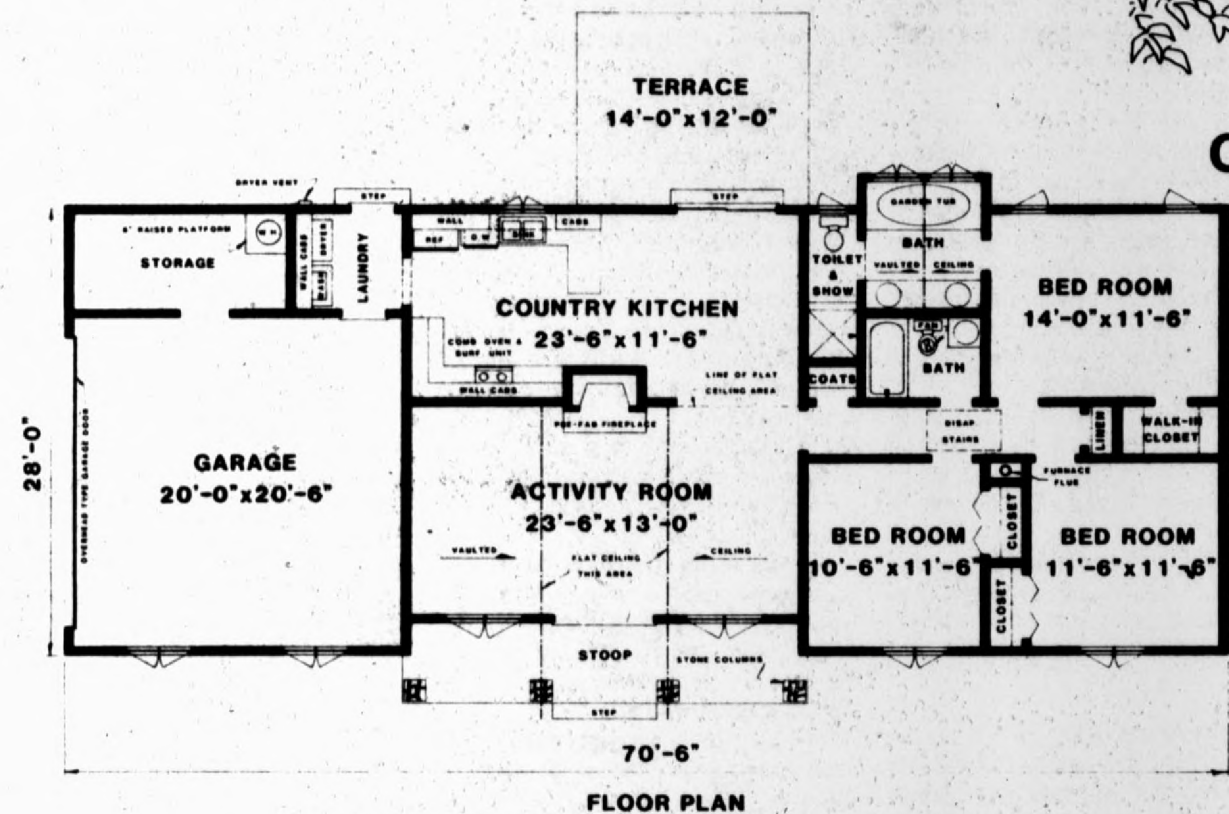 TERRACE
14'-0"x12'-0"
C
DRYER VENT
STEP
STEP
GARDEN TUB
6" RAISED PLATFORM
W H
STORAGE
WALL CABS
DRYER
WASH
LAUNDRY
WALL
CABS
REF
D.W.
SINK
TOILET
&
SHOW
BATH
VAULTED
CEILING
BED ROOM
14'-0"x11'-6"
COUNTRY KITCHEN
23'-6"x11'-6"
COMB OVEN &
SURF. UNIT
WALL CABS
LINE OF FLAT
CEILING AREA
COATS
FAN
BATH
PRE-FAB FIREPLACE
DISAP.
STAIRS
LINEN
WALK-IN
CLOSET
28'-0"
OVERHEAD TYPE GARAGE DOOR
GARAGE
20'-0"x20'-6"
ACTIVITY ROOM
23'-6"x13'-0"
VAULTED
FLAT CEILING
THIS AREA
CEILING
FURNACE
FLUE
BED ROOM
10'-6"x11'-6"
CLOSET
CLOSET
BED ROOM
11'-6"x11'-6"
STOOP
STONE COLUMNS
STEP
70'-6"
FLOOR PLAN